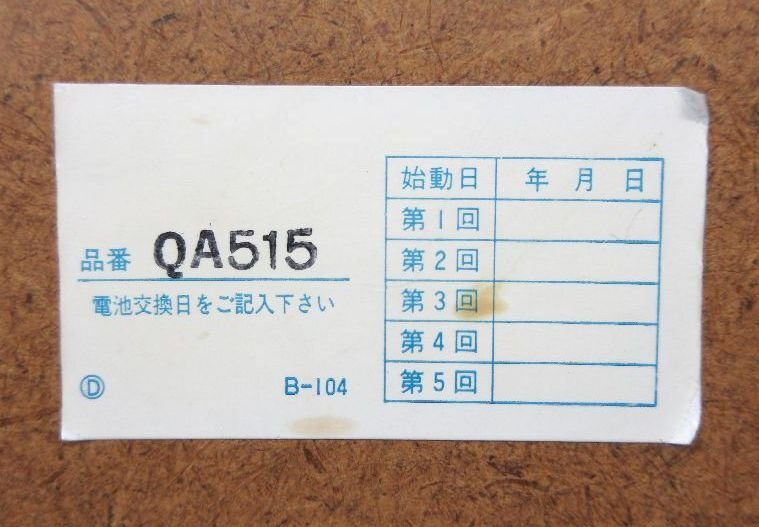 品番 QA515
電池交換日をご記入下さい
Ⓓ B-104
始動日 年 月 日
第1回
第2回
第3回
第4回
第5回